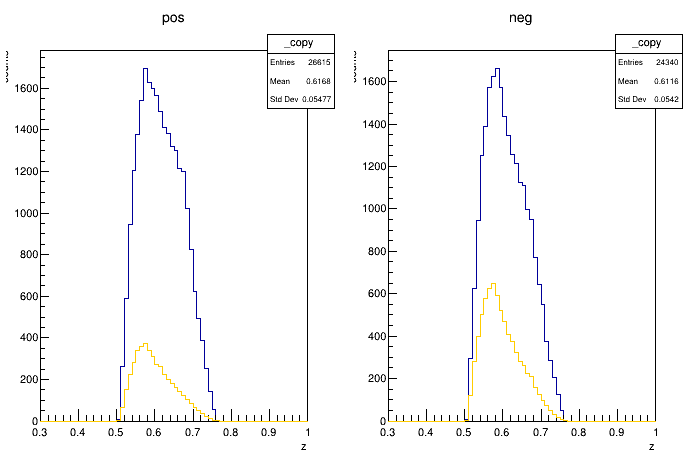 pos
neg
_copy
Entries 26615
Mean 0.6168
Std Dev 0.05477
1600
1400
1200
1000
800
600
400
200
0
0.3 0.4 0.5 0.6 0.7 0.8 0.9 1
z
_copy
Entries 24340
Mean 0.6116
Std Dev 0.0542
1600
1400
1200
1000
800
600
400
200
0
0.3 0.4 0.5 0.6 0.7 0.8 0.9 1
z